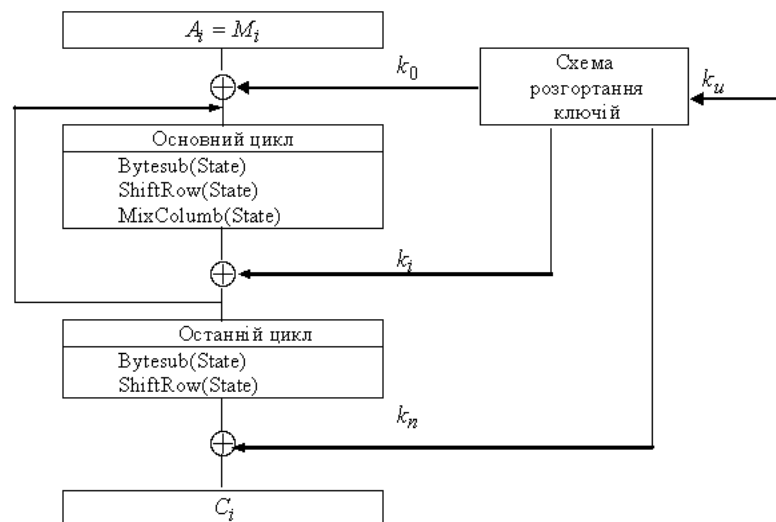 A_i = M_i
k_0
Схема
розгортання
ключій
k_u
Основний цикл
Bytesub(State)
ShiftRow(State)
MixColumb(State)
k_i
Останній цикл
Bytesub(State)
ShiftRow(State)
k_n
C_i